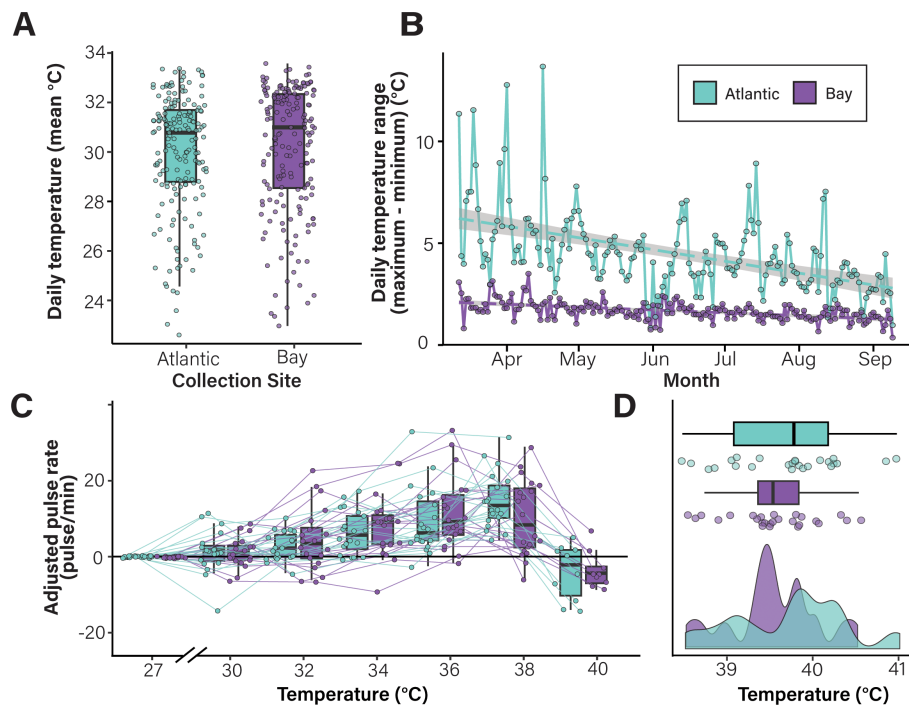 A
Daily temperature (mean °C)
34
32
30
28
26
24
Atlantic
Bay
Collection Site
B
Daily temperature range
(maximum - minimum) (°C)
10
5
0
Atlantic
Bay
Apr
May
Jun
Jul
Aug
Sep
Month
C
Adjusted pulse rate
(pulse/min)
20
0
-20
27
30
32
34
36
38
40
Temperature (°C)
D
39
40
41
Temperature (°C)